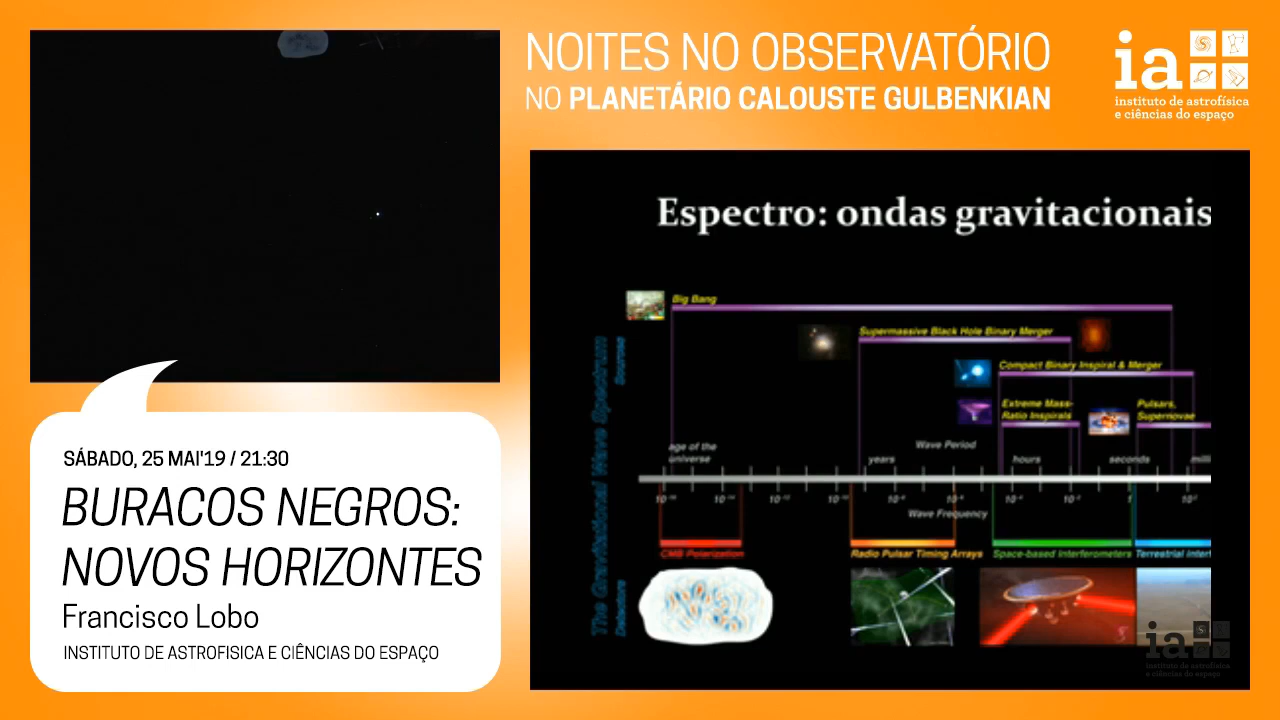 NOITES NO OBSERVATÓRIO
NO PLANETÁRIO CALOUSTE GULBENKIAN
ia
instituto de astrofísica
e ciências do espaço
SÁBADO, 25 MAI'19 / 21:30
BURACOS NEGROS:
NOVOS HORIZONTES
Francisco Lobo
INSTITUTO DE ASTROFISICA E CIÊNCIAS DO ESPAÇO
Espectro: ondas gravitacionais
The Gravitational Wave Spectrum
Sources
Detectors
Big Bang
Supermassive Black Hole Binary Merger
Compact Binary Inspiral & Merger
Extreme Mass-
Ratio Inspirals
Pulsars,
Supernovae
age of the
universe
Wave Period
years
hours
seconds
milli
Wave Frequency
CMB Polarization
Radio Pulsar Timing Arrays
Space-based Interferometers
Terrestrial interf
ia
instituto de astrofísica
e ciências do espaço